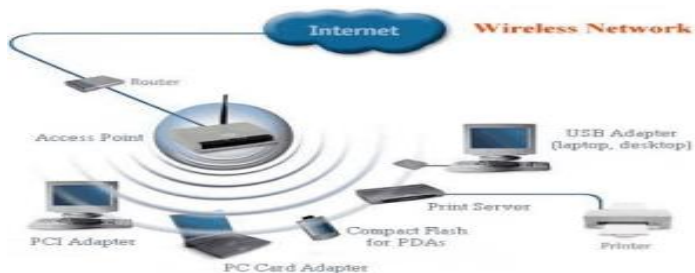 Internet
Wireless Network
Router
Access Point
USB Adapter
(laptop, desktop)
Print Server
PCI Adapter
Compact Flash
for PDAs
Printer
PC Card Adapter